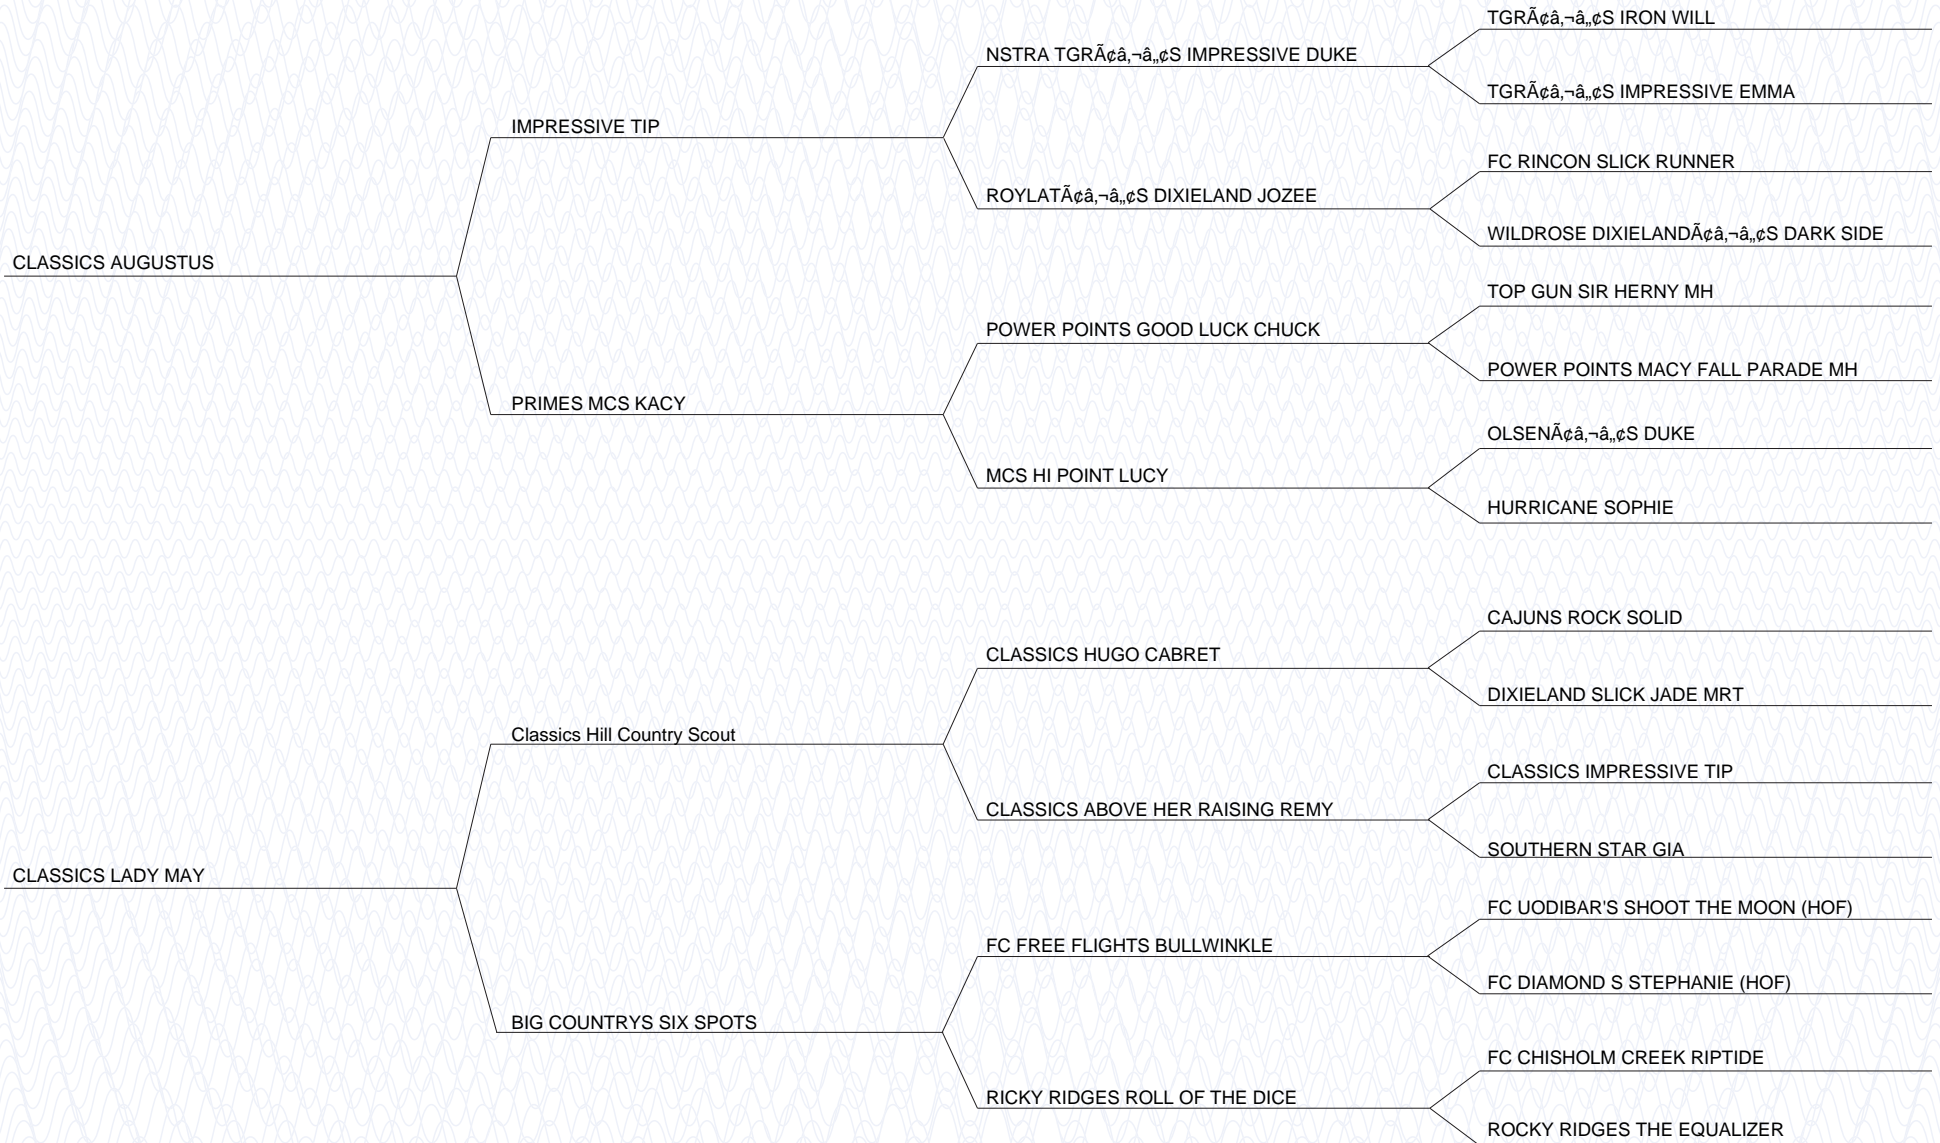 TGRÃ¢â‚¬â„¢S IRON WILL
NSTRA TGRÃ¢â‚¬â„¢S IMPRESSIVE DUKE
TGRÃ¢â‚¬â„¢S IMPRESSIVE EMMA
IMPRESSIVE TIP
FC RINCON SLICK RUNNER
ROYLATÃ¢â‚¬â„¢S DIXIELAND JOZEE
WILDROSE DIXIELANDÃ¢â‚¬â„¢S DARK SIDE
CLASSICS AUGUSTUS
TOP GUN SIR HERNY MH
POWER POINTS GOOD LUCK CHUCK
POWER POINTS MACY FALL PARADE MH
PRIMES MCS KACY
OLSENÃ¢â‚¬â„¢S DUKE
MCS HI POINT LUCY
HURRICANE SOPHIE
CAJUNS ROCK SOLID
CLASSICS HUGO CABRET
DIXIELAND SLICK JADE MRT
Classics Hill Country Scout
CLASSICS IMPRESSIVE TIP
CLASSICS ABOVE HER RAISING REMY
SOUTHERN STAR GIA
CLASSICS LADY MAY
FC UODIBAR'S SHOOT THE MOON (HOF)
FC FREE FLIGHTS BULLWINKLE
FC DIAMOND S STEPHANIE (HOF)
BIG COUNTRYS SIX SPOTS
FC CHISHOLM CREEK RIPTIDE
RICKY RIDGES ROLL OF THE DICE
ROCKY RIDGES THE EQUALIZER